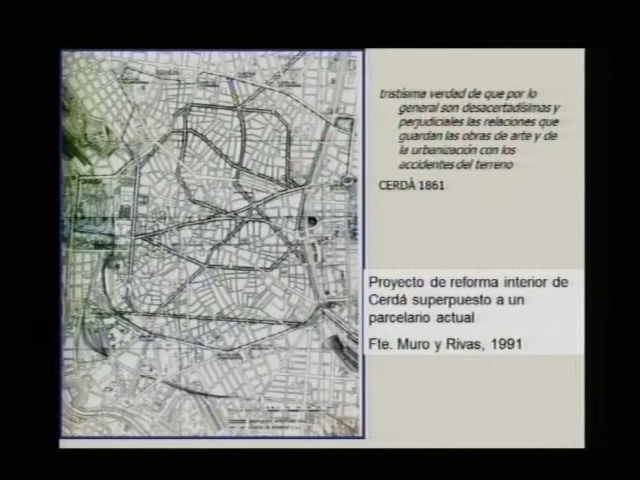 tristísima verdad de que por lo
general son desacertadísimas y
perjudiciales las relaciones que
guardan las obras de arte y de
la urbanización con los
accidentes del terreno
CERDÀ 1861
Proyecto de reforma interior de
Cerdá superpuesto a un
parcelario actual
Fte. Muro y Rivas, 1991